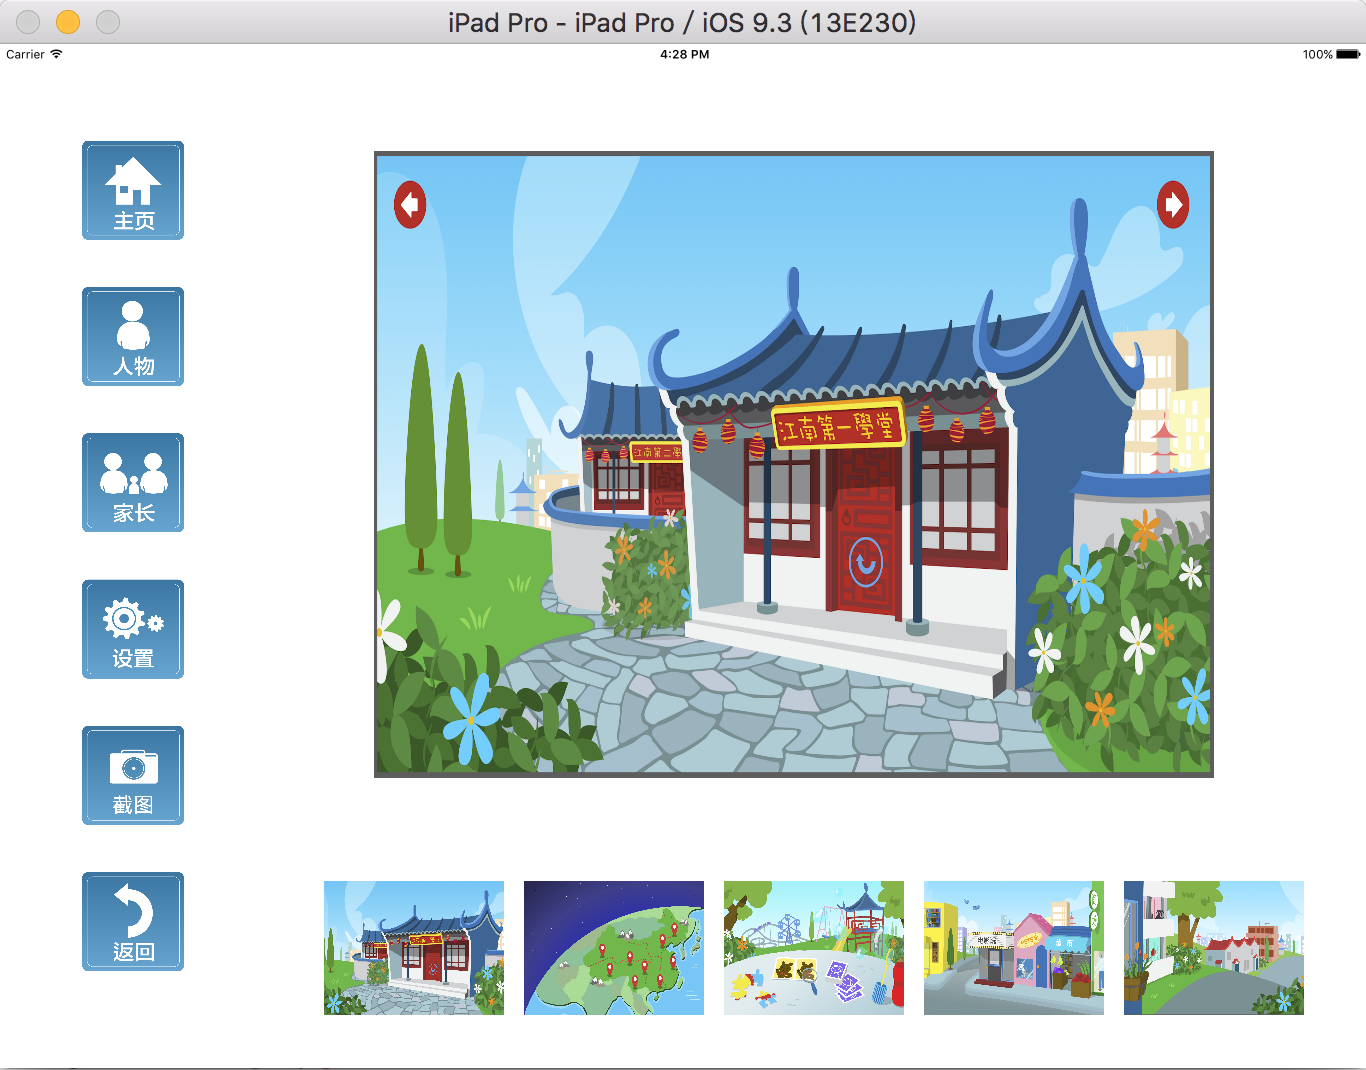 iPad Pro - iPad Pro / iOS 9.3 (13E230)
Carrier
4:28 PM
100%
主页
人物
家长
设置
截图
返回
江南第一學堂
江南第二學